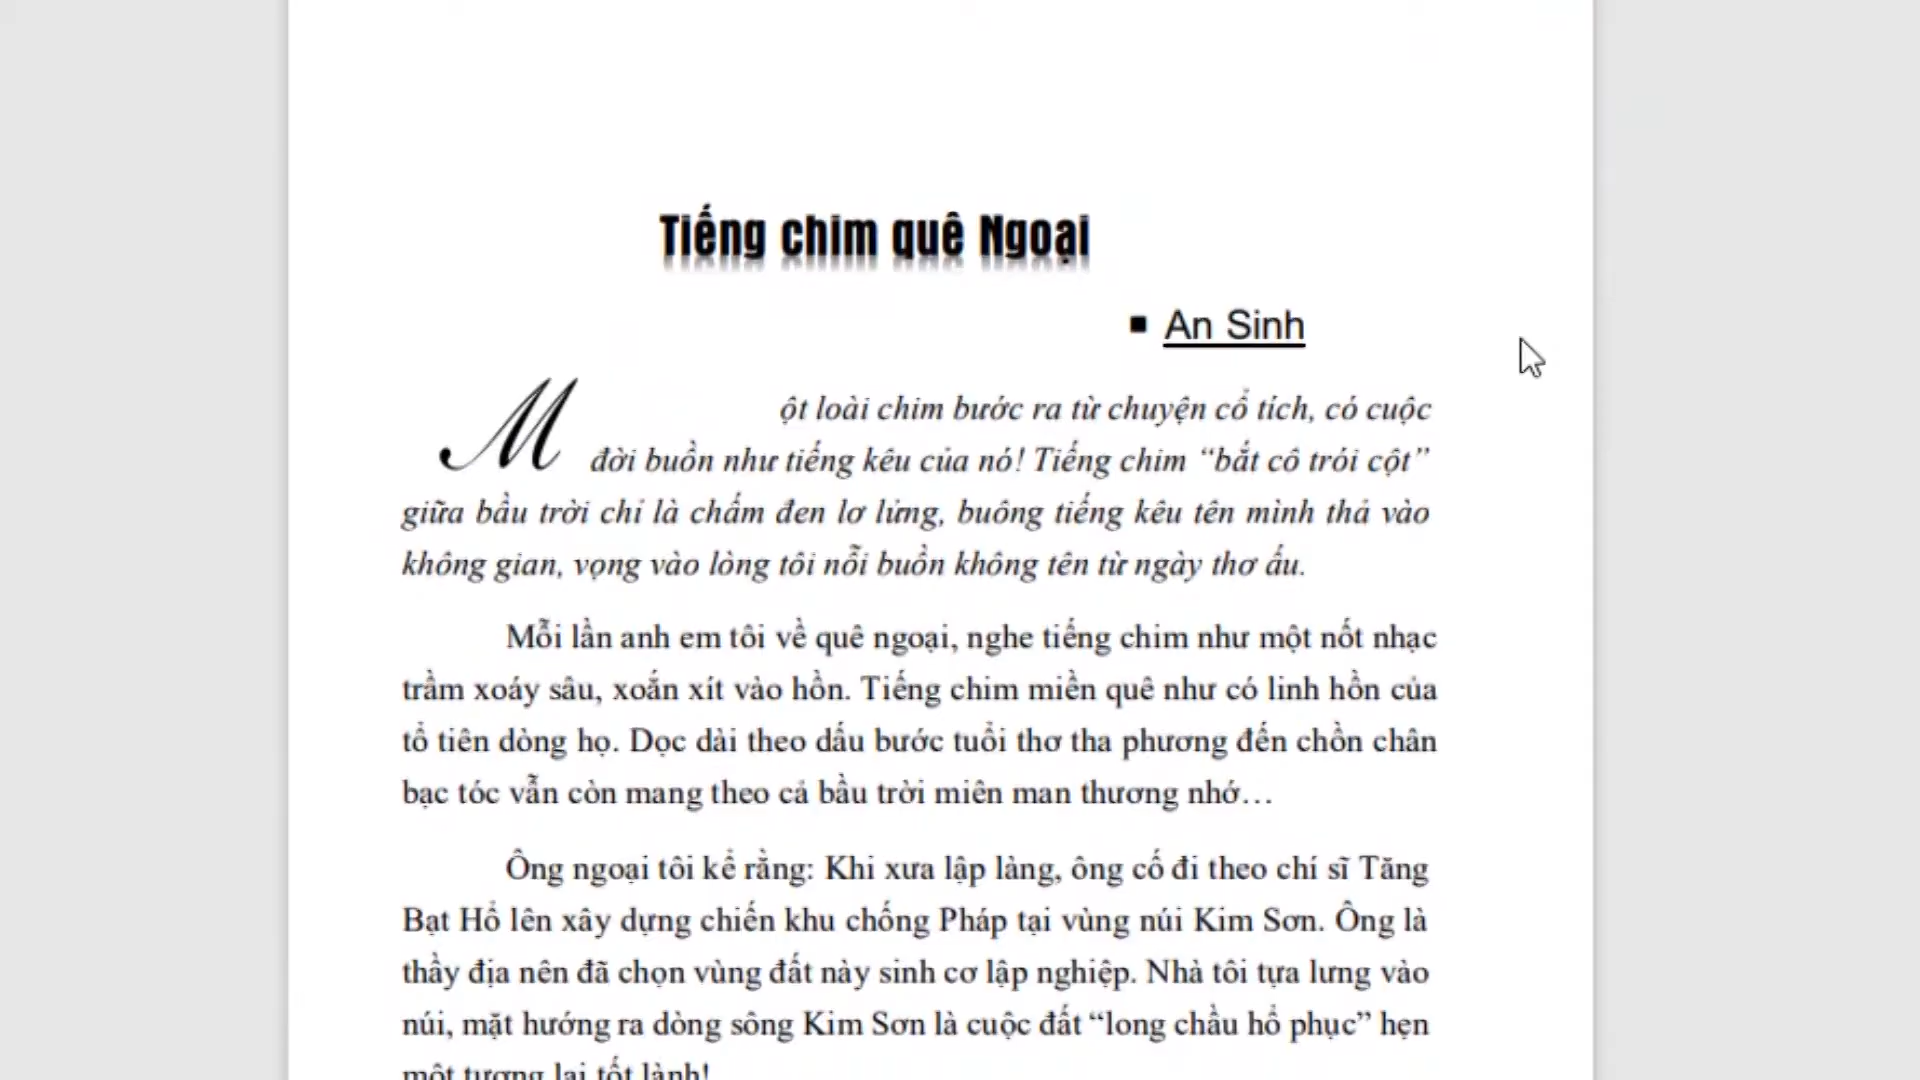 Tiếng chim quê Ngoại
▪ An Sinh
Một loài chim bước ra từ chuyện cổ tích, có cuộc
đời buồn như tiếng kêu của nó! Tiếng chim “bắt cô trói cột”
giữa bầu trời chỉ là chấm đen lơ lửng, buông tiếng kêu tên mình thả vào
không gian, vọng vào lòng tôi nỗi buồn không tên từ ngày thơ ấu.
Mỗi lần anh em tôi về quê ngoại, nghe tiếng chim như một nốt nhạc
trầm xoáy sâu, xoắn xít vào hồn. Tiếng chim miền quê như có linh hồn của
tổ tiên dòng họ. Dọc dài theo dấu bước tuổi thơ tha phương đến chồn chân
bạc tóc vẫn còn mang theo cả bầu trời miên man thương nhớ…
Ông ngoại tôi kể rằng: Khi xưa lập làng, ông cố đi theo chí sĩ Tăng
Bạt Hổ lên xây dựng chiến khu chống Pháp tại vùng núi Kim Sơn. Ông là
thầy địa nên đã chọn vùng đất này sinh cơ lập nghiệp. Nhà tôi tựa lưng vào
núi, mặt hướng ra dòng sông Kim Sơn là cuộc đất “long chầu hổ phục” hẹn
một tương lai tốt lành!